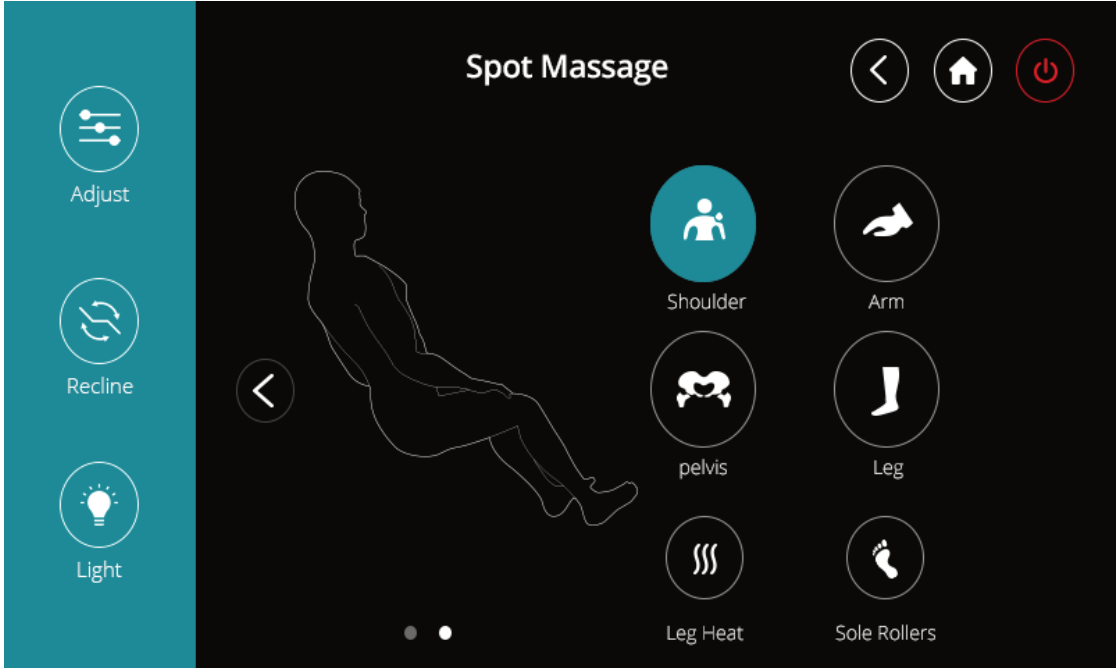 Spot Massage
Adjust
Recline
Light
Shoulder
Arm
pelvis
Leg
Leg Heat
Sole Rollers